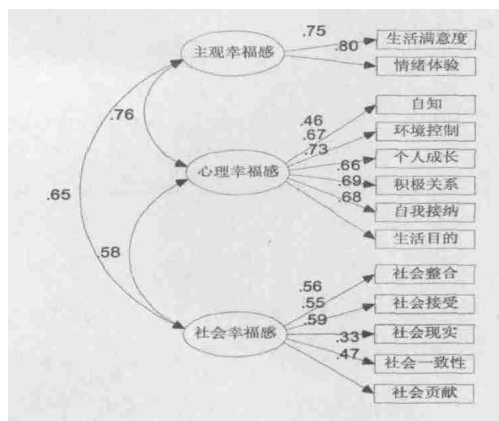 .75
生活满意度
主观幸福感
.80
情绪体验
.76
自知
.46
.67
环境控制
.73
个人成长
.66
心理幸福感
.69
积极关系
.65
.68
自我接纳
生活目的
.58
社会整合
.56
.55
社会接受
.59
社会幸福感
.33
社会现实
.47
社会一致性
社会贡献